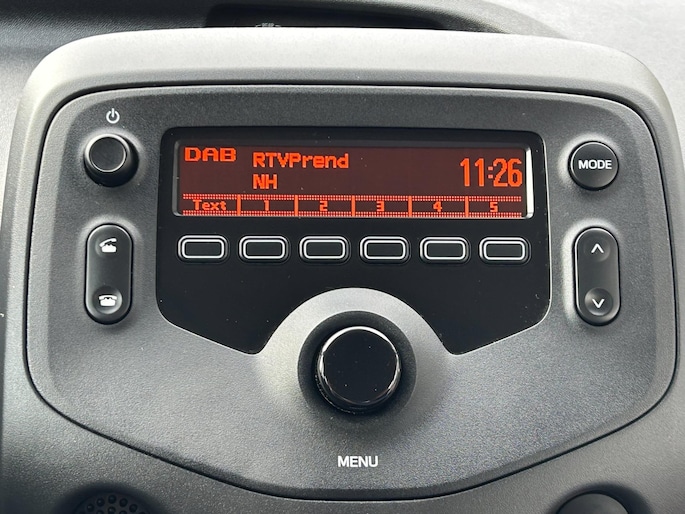 DAB RTVPrend 11:26
NH
Text 1 2 3 4 5
MODE
MENU